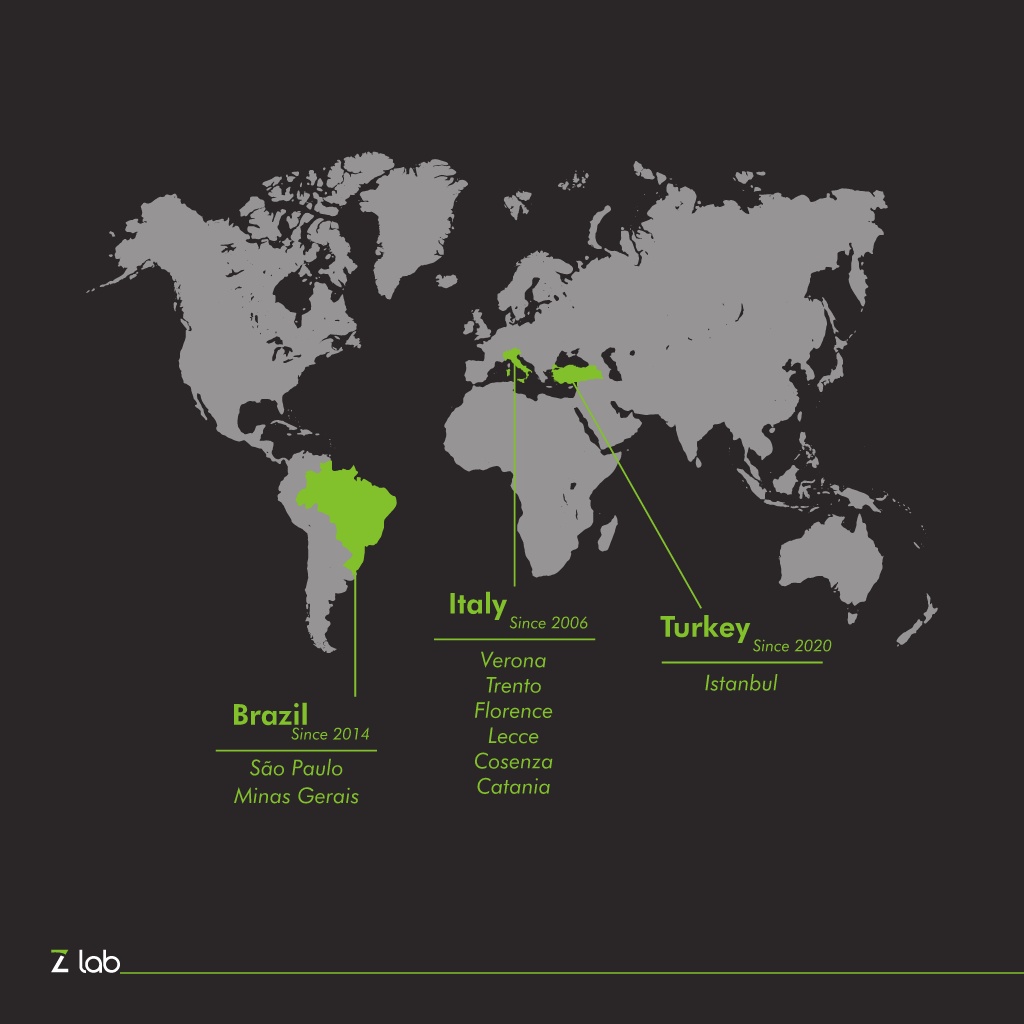 Italy
Since 2006
Verona
Trento
Florence
Lecce
Cosenza
Catania
Turkey
Since 2020
Istanbul
Brazil
Since 2014
São Paulo
Minas Gerais
Z lab